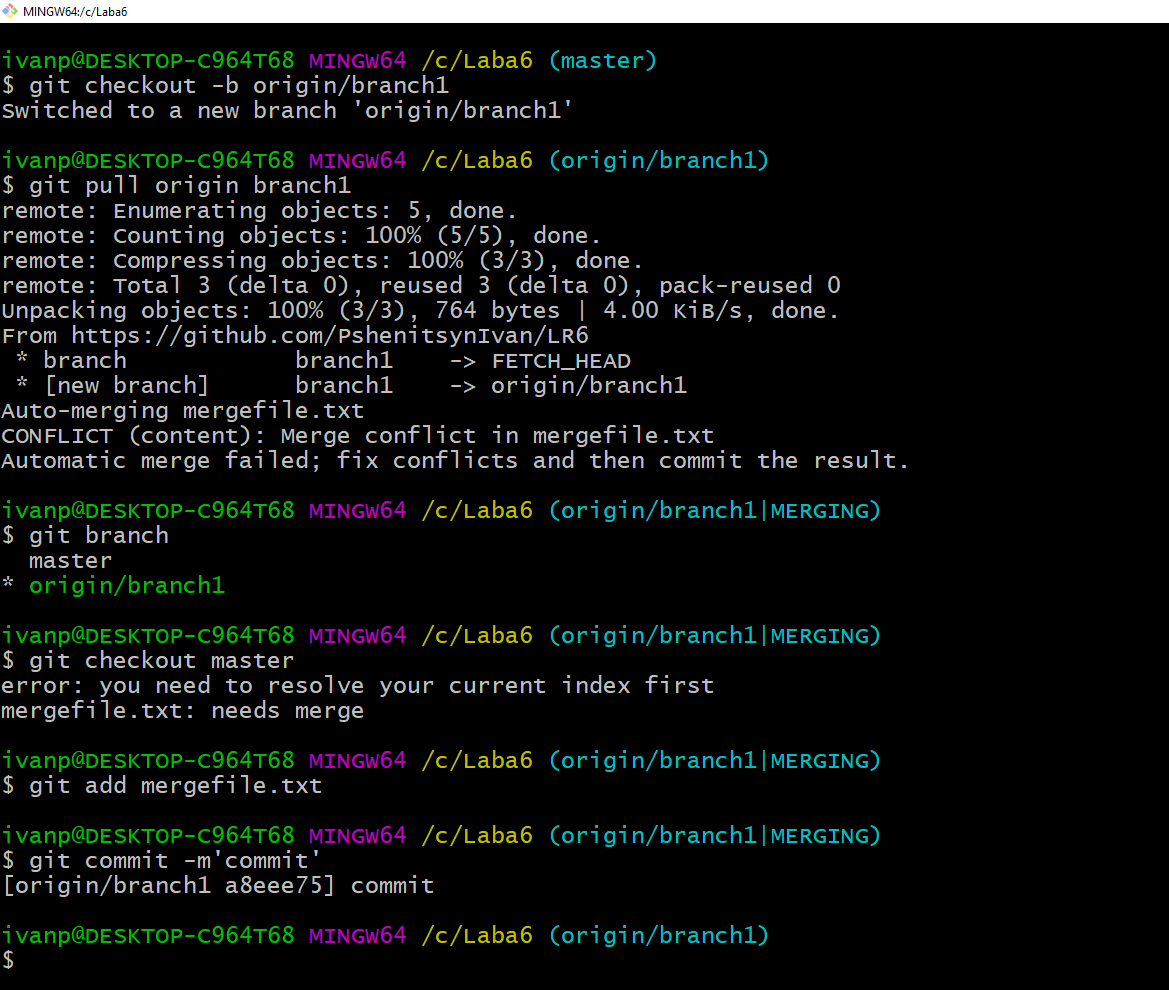 MINGW64:/c/Laba6
ivanp@DESKTOP-C964T68 MINGW64 /c/Laba6 (master)
$ git checkout -b origin/branch1
Switched to a new branch 'origin/branch1'
ivanp@DESKTOP-C964T68 MINGW64 /c/Laba6 (origin/branch1)
$ git pull origin branch1
remote: Enumerating objects: 5, done.
remote: Counting objects: 100% (5/5), done.
remote: Compressing objects: 100% (3/3), done.
remote: Total 3 (delta 0), reused 3 (delta 0), pack-reused 0
Unpacking objects: 100% (3/3), 764 bytes | 4.00 KiB/s, done.
From https://github.com/PshenitsynIvan/LR6
 * branch            branch1    -> FETCH_HEAD
 * [new branch]      branch1    -> origin/branch1
Auto-merging mergefile.txt
CONFLICT (content): Merge conflict in mergefile.txt
Automatic merge failed; fix conflicts and then commit the result.
ivanp@DESKTOP-C964T68 MINGW64 /c/Laba6 (origin/branch1|MERGING)
$ git branch
  master
* origin/branch1
ivanp@DESKTOP-C964T68 MINGW64 /c/Laba6 (origin/branch1|MERGING)
$ git checkout master
error: you need to resolve your current index first
mergefile.txt: needs merge
ivanp@DESKTOP-C964T68 MINGW64 /c/Laba6 (origin/branch1|MERGING)
$ git add mergefile.txt
ivanp@DESKTOP-C964T68 MINGW64 /c/Laba6 (origin/branch1|MERGING)
$ git commit -m'commit'
[origin/branch1 a8eee75] commit
ivanp@DESKTOP-C964T68 MINGW64 /c/Laba6 (origin/branch1)
$